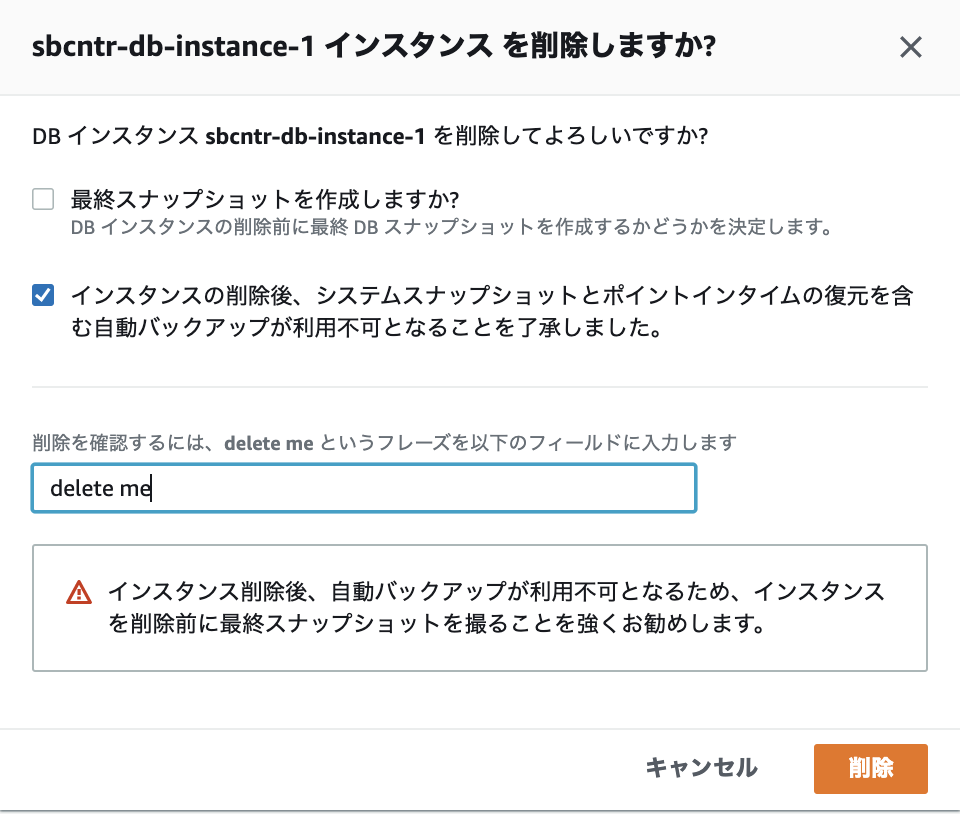 sbcntr-db-instance-1 インスタンス を削除しますか?
DB インスタンス sbcntr-db-instance-1 を削除してよろしいですか?
最終スナップショットを作成しますか?
DB インスタンスの削除前に最終 DB スナップショットを作成するかどうかを決定します。
インスタンスの削除後、システムスナップショットとポイントインタイムの復元を含
む自動バックアップが利用不可となることを了承しました。
削除を確認するには、delete me というフレーズを以下のフィールドに入力します
delete me
インスタンス削除後、自動バックアップが利用不可となるため、インスタンス
を削除前に最終スナップショットを撮ることを強くお勧めします。
キャンセル
削除